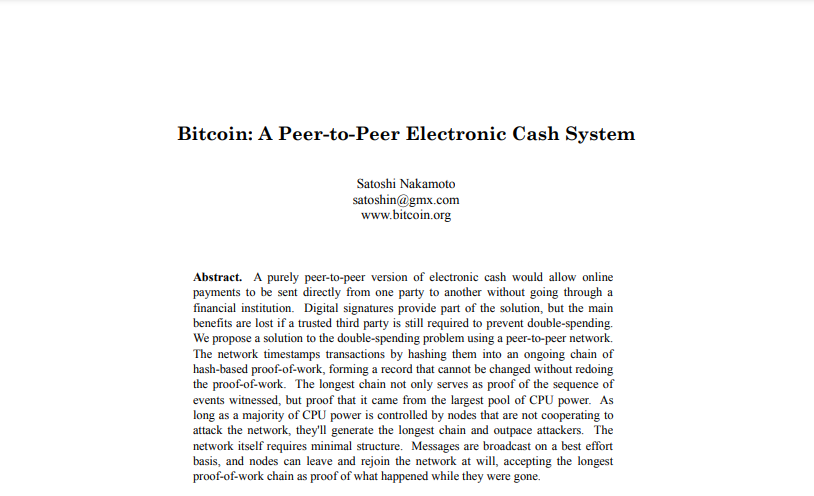 Bitcoin: A Peer-to-Peer Electronic Cash System
Satoshi Nakamoto
satoshin@gmx.com
www.bitcoin.org
Abstract. A purely peer-to-peer version of electronic cash would allow online
payments to be sent directly from one party to another without going through a
financial institution. Digital signatures provide part of the solution, but the main
benefits are lost if a trusted third party is still required to prevent double-spending.
We propose a solution to the double-spending problem using a peer-to-peer network.
The network timestamps transactions by hashing them into an ongoing chain of
hash-based proof-of-work, forming a record that cannot be changed without redoing
the proof-of-work. The longest chain not only serves as proof of the sequence of
events witnessed, but proof that it came from the largest pool of CPU power. As
long as a majority of CPU power is controlled by nodes that are not cooperating to
attack the network, they'll generate the longest chain and outpace attackers. The
network itself requires minimal structure. Messages are broadcast on a best effort
basis, and nodes can leave and rejoin the network at will, accepting the longest
proof-of-work chain as proof of what happened while they were gone.